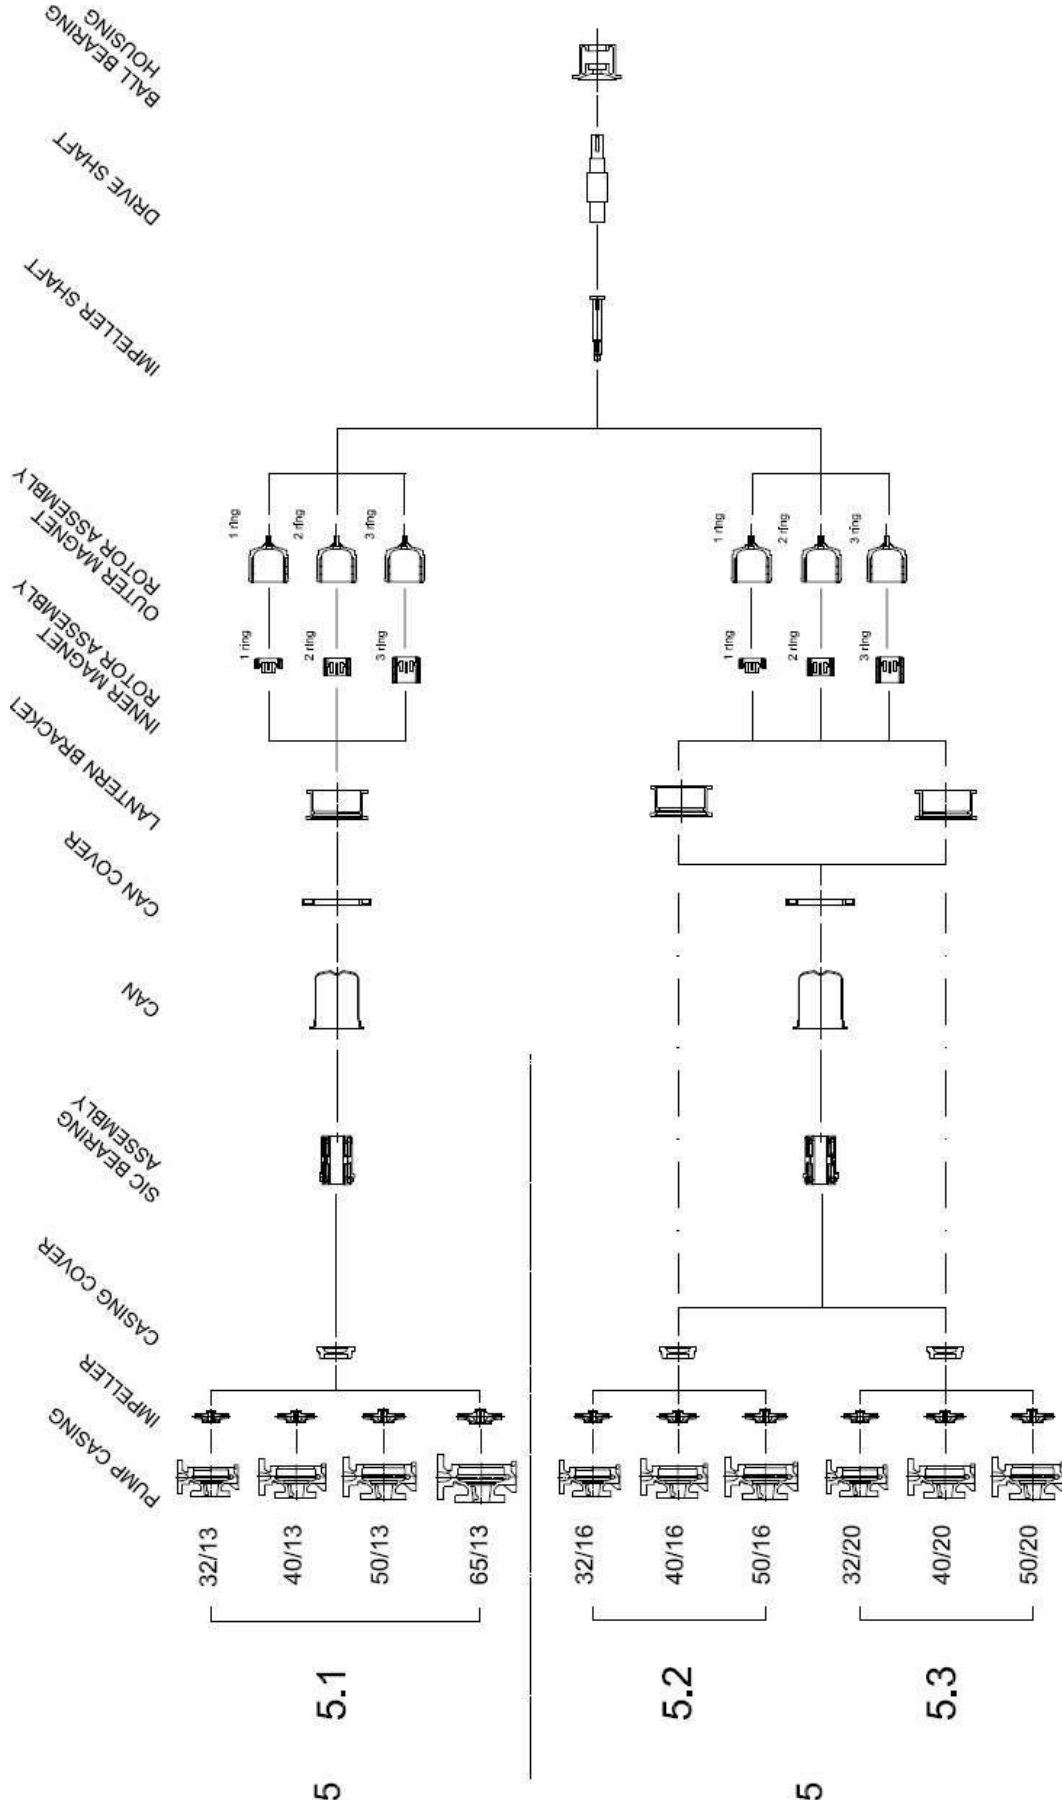 BALL BEARING
HOUSING
DRIVE SHAFT
IMPELLER SHAFT
OUTER MAGNET
ROTOR ASSEMBLY
INNER MAGNET
ROTOR ASSEMBLY
LANTERN BRACKET
CAN COVER
CAN
SIC BEARING
ASSEMBLY
CASING COVER
IMPELLER
PUMP CASING
1 ring
2 ring
3 ring
1 ring
2 ring
3 ring
1 ring
2 ring
3 ring
1 ring
2 ring
3 ring
32/13
40/13
50/13
65/13
32/16
40/16
50/16
32/20
40/20
50/20
5.1
5.2
5.3
5
5